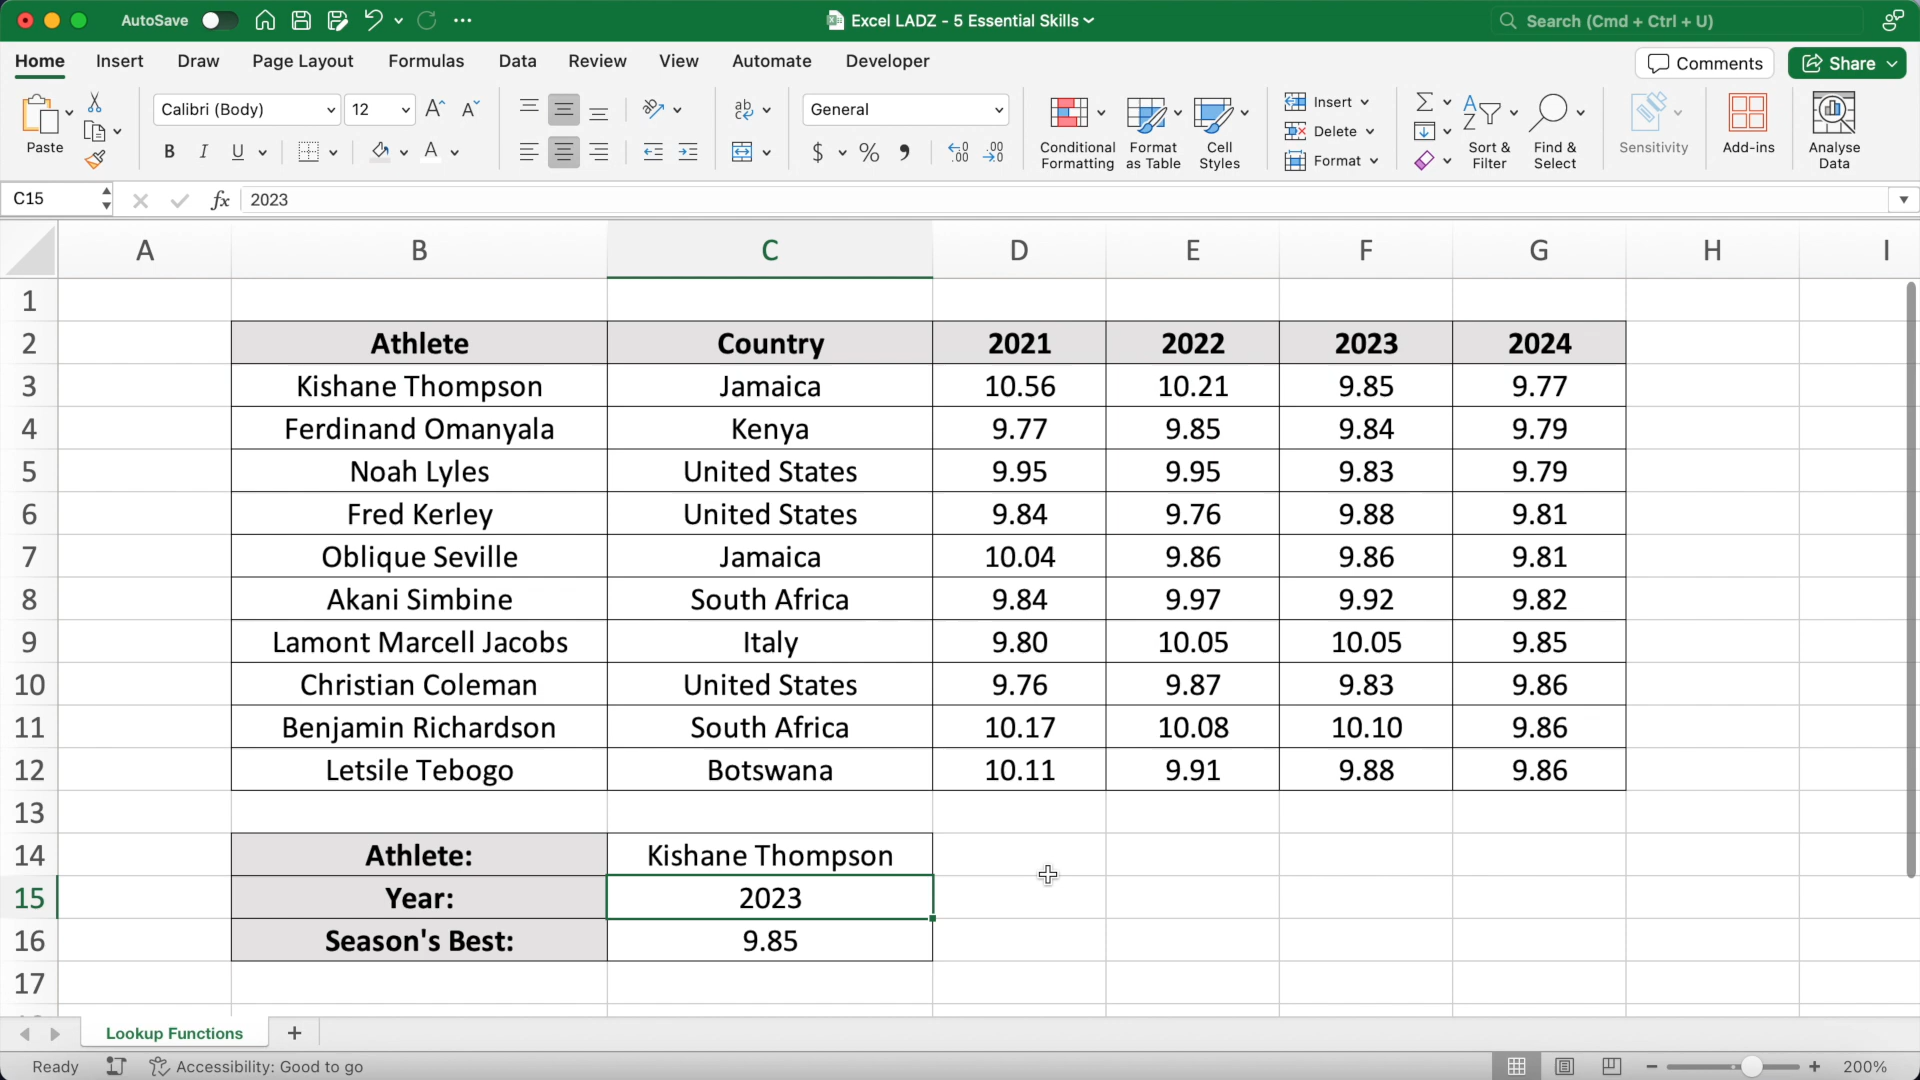 AutoSave
Excel LADZ - 5 Essential Skills
Search (Cmd + Ctrl + U)
Home Insert Draw Page Layout Formulas Data Review View Automate Developer
Comments Share
Paste
Calibri (Body) 12
A A
B I U A
ab
General
$ % 9
.00 .00
Conditional Formatting
Format as Table
Cell Styles
Insert
Delete
Format
Sort & Filter
Find & Select
Sensitivity
Add-ins
Analyse Data
C15 fx 2023
A B C D E F G H I
1
2 Athlete Country 2021 2022 2023 2024
3 Kishane Thompson Jamaica 10.56 10.21 9.85 9.77
4 Ferdinand Omanyala Kenya 9.77 9.85 9.84 9.79
5 Noah Lyles United States 9.95 9.95 9.83 9.79
6 Fred Kerley United States 9.84 9.76 9.88 9.81
7 Oblique Seville Jamaica 10.04 9.86 9.86 9.81
8 Akani Simbine South Africa 9.84 9.97 9.92 9.82
9 Lamont Marcell Jacobs Italy 9.80 10.05 10.05 9.85
10 Christian Coleman United States 9.76 9.87 9.83 9.86
11 Benjamin Richardson South Africa 10.17 10.08 10.10 9.86
12 Letsile Tebogo Botswana 10.11 9.91 9.88 9.86
13
14 Athlete: Kishane Thompson
15 Year: 2023
16 Season's Best: 9.85
17
Lookup Functions
Ready Accessibility: Good to go 200%